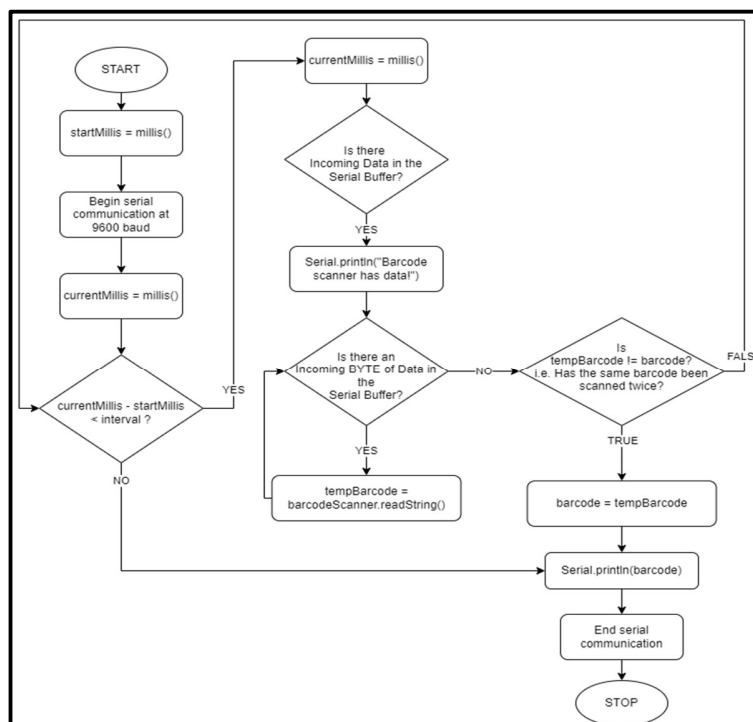 START
startMillis = millis()
Begin serial
communication at
9600 baud
currentMillis = millis()
currentMillis - startMillis
< interval ?
YES
NO
currentMillis = millis()
Is there
Incoming Data in the
Serial Buffer?
YES
Serial.println("Barcode
scanner has data!")
Is there an
Incoming BYTE of Data in
the
Serial Buffer?
NO
YES
tempBarcode =
barcodeScanner.readString()
Is
tempBarcode != barcode?
i.e. Has the same barcode been
scanned twice?
FALS
TRUE
barcode = tempBarcode
Serial.println(barcode)
End serial
communication
STOP